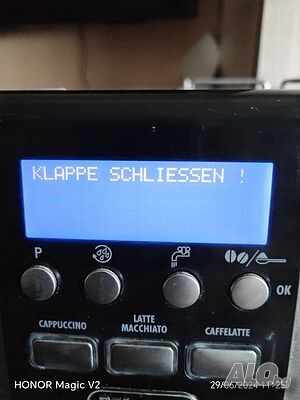 KLAPPE SCHLIESSEN !
P
OK
CAPPUCCINO
LATTE
MACCHIATO
CAFFELATTE
HONOR Magic V2
29/06/2024 11:25